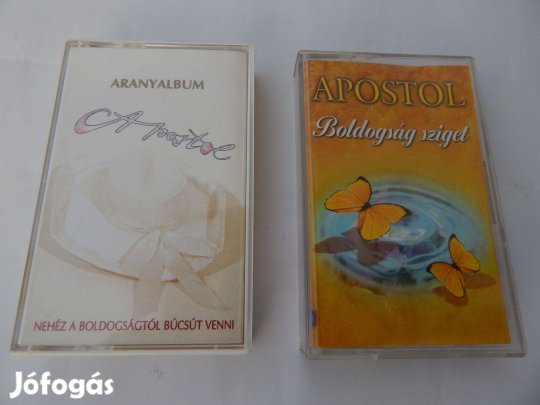 ARANYALBUM
Apostol
NEHÉZ A BOLDOGSÁGTÓL BÚCSÚT VENNI
APOSTOL
Boldogság sziget
Jófogás